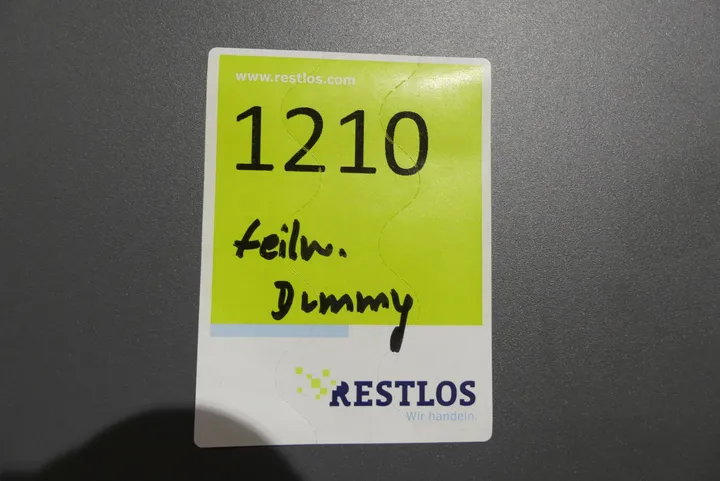 www.restlos.com
1210
teilw.
Dummy
RESTLOS
Wir handeln.